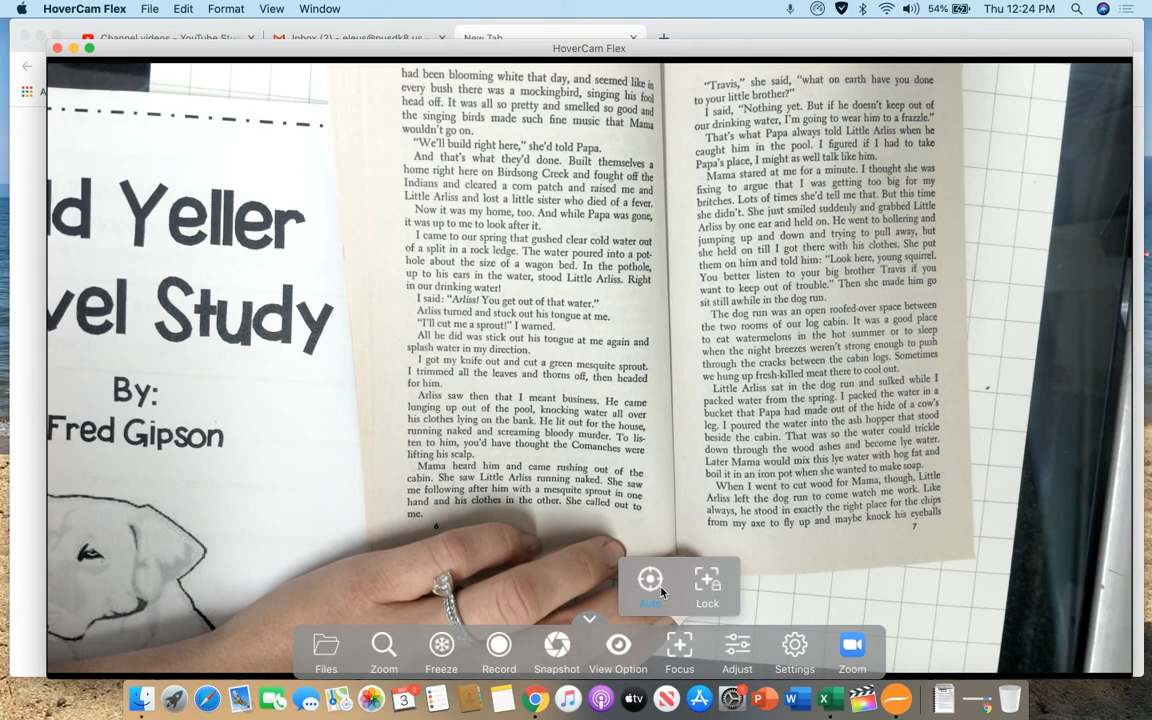 HoverCam Flex File Edit Format View Window 54% Thu 12:24 PM
Channel videos - YouTube Stu
Inbox (2) - eleus@pusdk8.us
New Tab
HoverCam Flex
d Yeller
vel Study
By:
Fred Gipson
had been blooming white that day, and seemed like in
every bush there was a mockingbird, singing his fool
head off. It was all so pretty and smelled so good and
the singing birds made such fine music that Mama
wouldn't go on.
"We'll build right here," she'd told Papa.
And that's what they'd done. Built themselves a
home right here on Birdsong Creek and fought off the
Indians and cleared a corn patch and raised me and
Little Arliss and lost a little sister who died of a fever.
Now it was my home, too. And while Papa was gone,
it was up to me to look after it.
I came to our spring that gushed clear cold water out
of a split in a rock ledge. The water poured into a pot-
hole about the size of a wagon bed. In the pothole,
up to his ears in the water, stood Little Arliss. Right
in our drinking water!
I said: "Arliss! You get out of that water."
Arliss turned and stuck out his tongue at me.
"I'll cut me a sprout!" I warned.
All he did was stick out his tongue at me again and
splash water in my direction.
I got my knife out and cut a green mesquite sprout.
I trimmed all the leaves and thorns off, then headed
for him.
Arliss saw then that I meant business. He came
lunging up out of the pool, knocking water all over
his clothes lying on the bank. He lit out for the house,
running naked and screaming bloody murder. To lis-
ten to him, you'd have thought the Comanches were
lifting his scalp.
Mama heard him and came rushing out of the
cabin. She saw Little Arliss running naked. She saw
me following after him with a mesquite sprout in one
hand and his clothes in the other. She called out to
me.
6
"Travis," she said, "what on earth have you done
to your little brother?"
I said, "Nothing yet. But if he doesn't keep out of
our drinking water, I'm going to wear him to a frazzle."
That's what Papa always told Little Arliss when he
caught him in the pool. I figured if I had to take
Papa's place, I might as well talk like him.
Mama stared at me for a minute. I thought she was
fixing to argue that I was getting too big for my
britches. Lots of times she'd tell me that. But this time
she didn't. She just smiled suddenly and grabbed Little
Arliss by one ear and held on. He went to hollering and
jumping up and down and trying to pull away, but
she held on till I got there with his clothes. She put
them on him and told him: "Look here, young squirrel.
You better listen to your big brother Travis if you
want to keep out of trouble." Then she made him go
sit still awhile in the dog run.
The dog run was an open roofed-over space between
the two rooms of our log cabin. It was a good place
to eat watermelons in the hot summer or to sleep
when the night breezes weren't strong enough to push
through the cracks between the cabin logs. Sometimes
we hung up fresh-killed meat there to cool out.
Little Arliss sat in the dog run and sulked while I
packed water from the spring. I packed the water in a
bucket that Papa had made out of the hide of a cow's
leg. I poured the water into the ash hopper that stood
beside the cabin. That was so the water could trickle
down through the wood ashes and become lye water.
Later Mama would mix this lye water with hog fat and
boil it in an iron pot when she wanted to make soap.
When I went to cut wood for Mama, though, Little
Arliss left the dog run to come watch me work. Like
always, he stood in exactly the right place for the chips
from my axe to fly up and maybe knock his eyeballs
7
Auto Lock
Files Zoom Freeze Record Snapshot View Option Focus Adjust Settings Zoom
SEP 3
tv